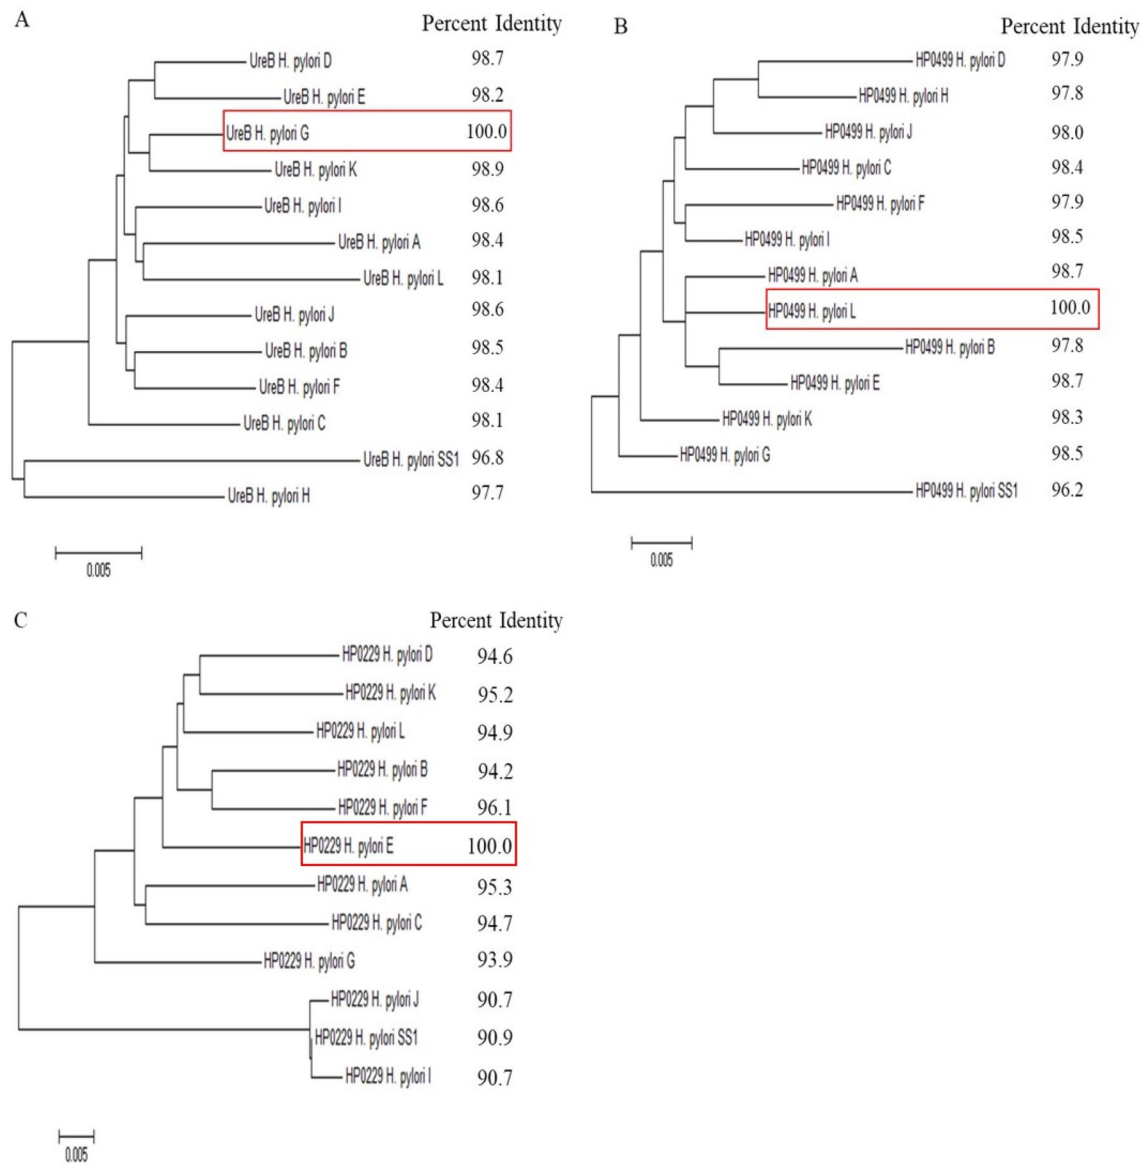 A
Percent Identity
UreB H. pylori D 98.7
UreB H. pylori E 98.2
UreB H. pylori G 100.0
UreB H. pylori K 98.9
UreB H. pylori I 98.6
UreB H. pylori A 98.4
UreB H. pylori L 98.1
UreB H. pylori J 98.6
UreB H. pylori B 98.5
UreB H. pylori F 98.4
UreB H. pylori C 98.1
UreB H. pylori SS1 96.8
UreB H. pylori H 97.7
0.005
B
Percent Identity
HP0499 H. pylori D 97.9
HP0499 H. pylori H 97.8
HP0499 H. pylori J 98.0
HP0499 H. pylori C 98.4
HP0499 H. pylori F 97.9
HP0499 H. pylori I 98.5
HP0499 H. pylori A 98.7
HP0499 H. pylori L 100.0
HP0499 H. pylori B 97.8
HP0499 H. pylori E 98.7
HP0499 H. pylori K 98.3
HP0499 H. pylori G 98.5
HP0499 H. pylori SS1 96.2
0.005
C
Percent Identity
HP0229 H. pylori D 94.6
HP0229 H. pylori K 95.2
HP0229 H. pylori L 94.9
HP0229 H. pylori B 94.2
HP0229 H. pylori F 96.1
HP0229 H. pylori E 100.0
HP0229 H. pylori A 95.3
HP0229 H. pylori C 94.7
HP0229 H. pylori G 93.9
HP0229 H. pylori J 90.7
HP0229 H. pylori SS1 90.9
HP0229 H. pylori I 90.7
0.005